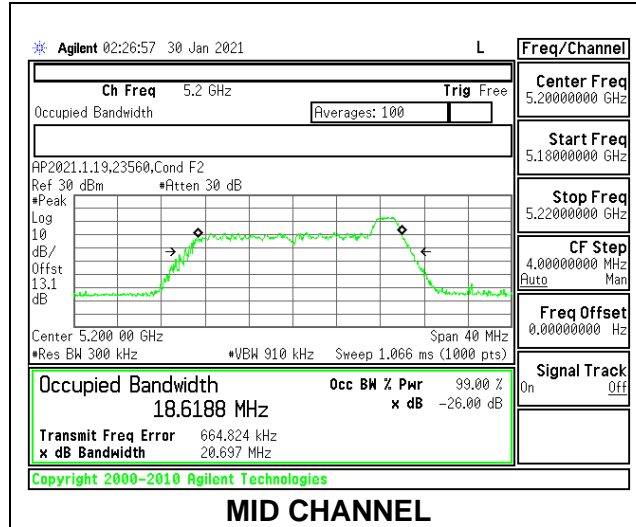 Agilent 02:26:57 30 Jan 2021 L
Freq/Channel
Ch Freq 5.2 GHz Trig Free
Occupied Bandwidth Averages: 100
AP2021.1.19,23560,Cond F2
Ref 30 dBm #Atten 30 dB
#Peak
Log
10
dB/
Offst
13.1
dB
Center 5.200 00 GHz Span 40 MHz
#Res BW 300 kHz #VBW 910 kHz Sweep 1.066 ms (1000 pts)
Occupied Bandwidth Occ BW % Pwr 99.00 %
18.6188 MHz x dB -26.00 dB
Transmit Freq Error 664.824 kHz
x dB Bandwidth 20.697 MHz
Copyright 2000-2010 Agilent Technologies
Center Freq
5.20000000 GHz
Start Freq
5.18000000 GHz
Stop Freq
5.22000000 GHz
CF Step
4.00000000 MHz
Auto Man
Freq Offset
0.00000000 Hz
Signal Track
On Off
MID CHANNEL